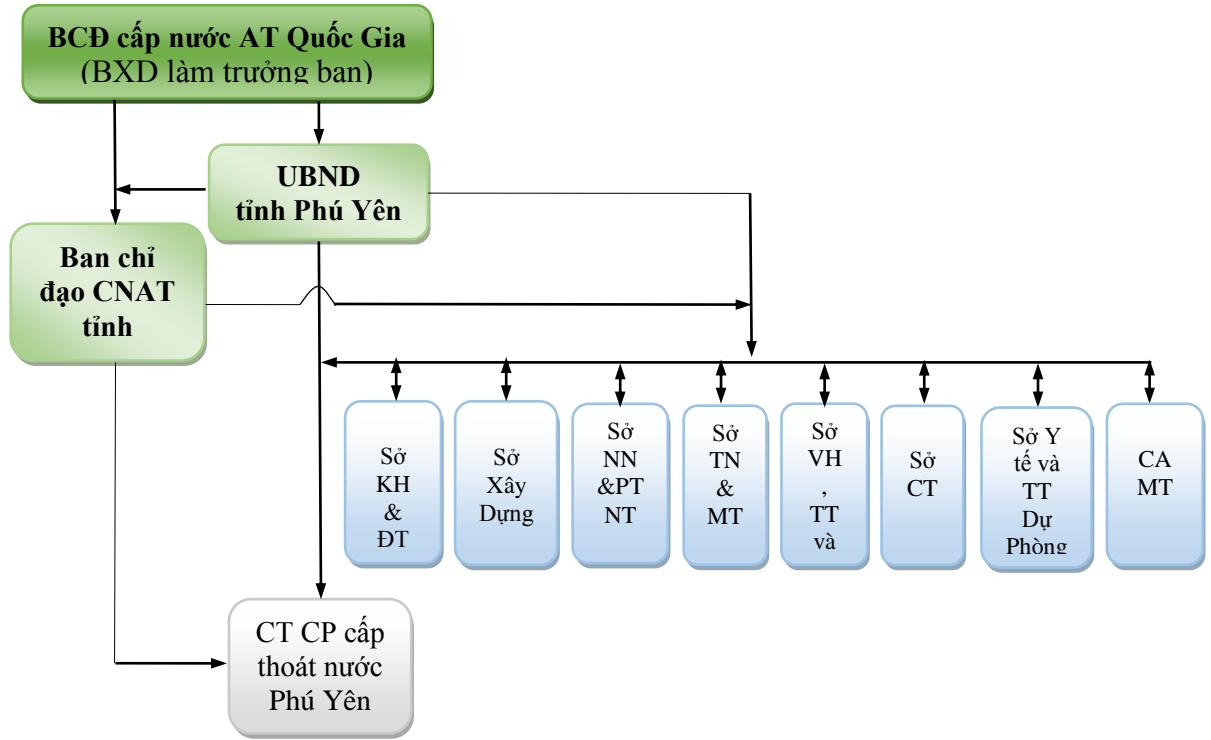 BCĐ cấp nước AT Quốc Gia
(BXD làm trưởng ban)
UBND
tỉnh Phú Yên
Ban chỉ
đạo CNAT
tỉnh
Sở
KH
&
ĐT
Sở
Xây
Dựng
Sở
NN
&PT
NT
Sở
TN
&
MT
Sở
VH
, 
TT
và
Sở
CT
Sở Y
tế và
TT
Dự
Phòng
CA
MT
CT CP cấp
thoát nước
Phú Yên